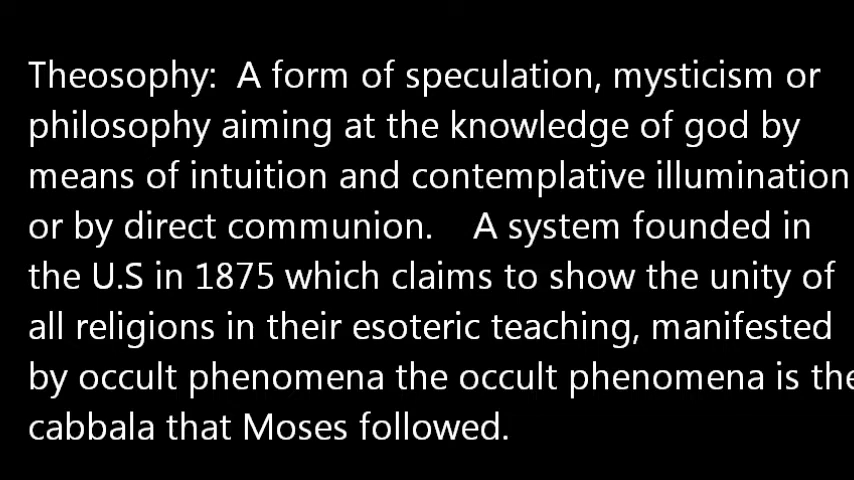 Theosophy:  A form of speculation, mysticism or
philosophy aiming at the knowledge of god by
means of intuition and contemplative illumination
or by direct communion.    A system founded in
the U.S in 1875 which claims to show the unity of
all religions in their esoteric teaching, manifested
by occult phenomena the occult phenomena is the
cabbala that Moses followed.